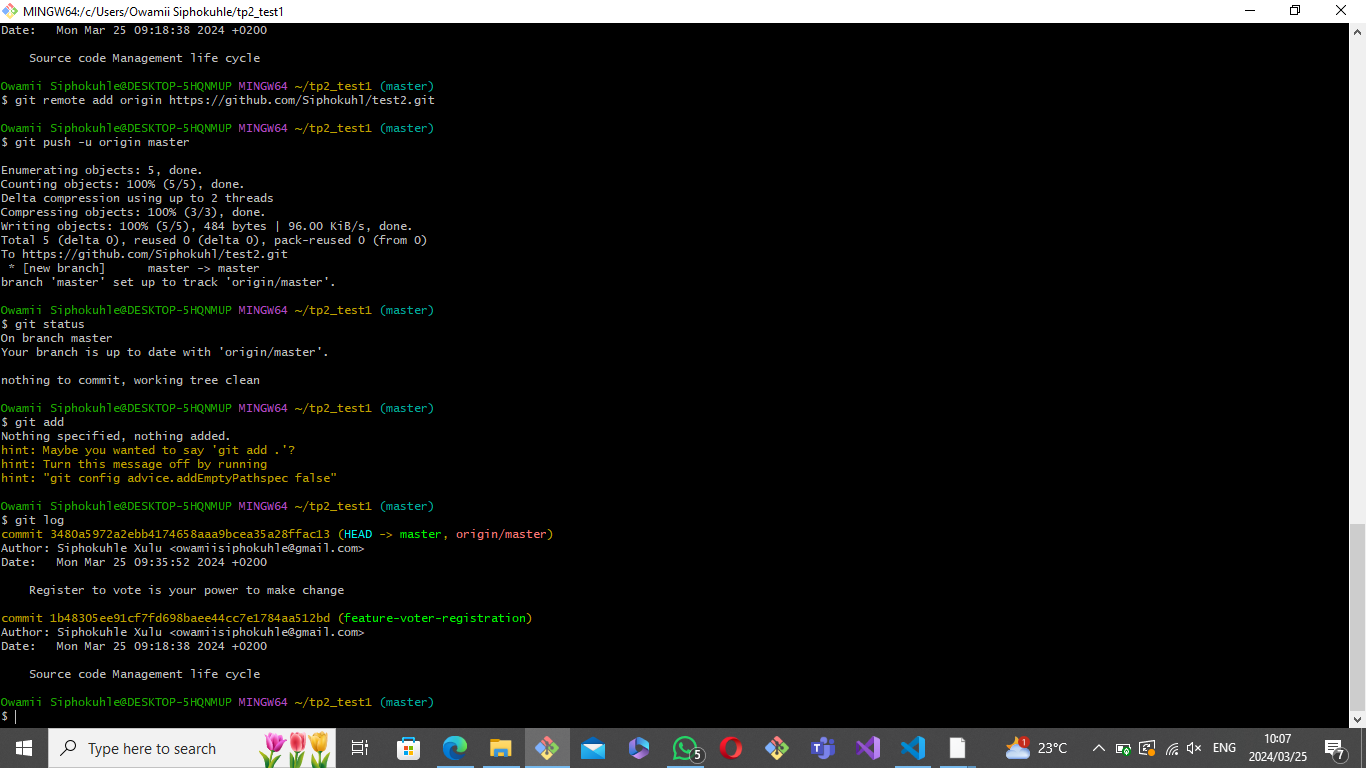 MINGW64:/c/Users/Owamii Siphokuhle/tp2_test1
Date:   Mon Mar 25 09:18:38 2024 +0200
    Source code Management life cycle
Owamii Siphokuhle@DESKTOP-5HQNMUP MINGW64 ~/tp2_test1 (master)
$ git remote add origin https://github.com/Siphokuhl/test2.git
Owamii Siphokuhle@DESKTOP-5HQNMUP MINGW64 ~/tp2_test1 (master)
$ git push -u origin master
Enumerating objects: 5, done.
Counting objects: 100% (5/5), done.
Delta compression using up to 2 threads
Compressing objects: 100% (3/3), done.
Writing objects: 100% (5/5), 484 bytes | 96.00 KiB/s, done.
Total 5 (delta 0), reused 0 (delta 0), pack-reused 0 (from 0)
To https://github.com/Siphokuhl/test2.git
 * [new branch]      master -> master
branch 'master' set up to track 'origin/master'.
Owamii Siphokuhle@DESKTOP-5HQNMUP MINGW64 ~/tp2_test1 (master)
$ git status
On branch master
Your branch is up to date with 'origin/master'.
nothing to commit, working tree clean
Owamii Siphokuhle@DESKTOP-5HQNMUP MINGW64 ~/tp2_test1 (master)
$ git add
Nothing specified, nothing added.
hint: Maybe you wanted to say 'git add .'?
hint: Turn this message off by running
hint: "git config advice.addEmptyPathspec false"
Owamii Siphokuhle@DESKTOP-5HQNMUP MINGW64 ~/tp2_test1 (master)
$ git log
commit 3480a5972a2ebb4174658aaa9bcea35a28ffac13 (HEAD -> master, origin/master)
Author: Siphokuhle Xulu <owamiisiphokuhle@gmail.com>
Date:   Mon Mar 25 09:35:52 2024 +0200
    Register to vote is your power to make change
commit 1b48305ee91cf7fd698baee44cc7e1784aa512bd (feature-voter-registration)
Author: Siphokuhle Xulu <owamiisiphokuhle@gmail.com>
Date:   Mon Mar 25 09:18:38 2024 +0200
    Source code Management life cycle
Owamii Siphokuhle@DESKTOP-5HQNMUP MINGW64 ~/tp2_test1 (master)
$
Type here to search
5
1
23°C
ENG
10:07
2024/03/25
7